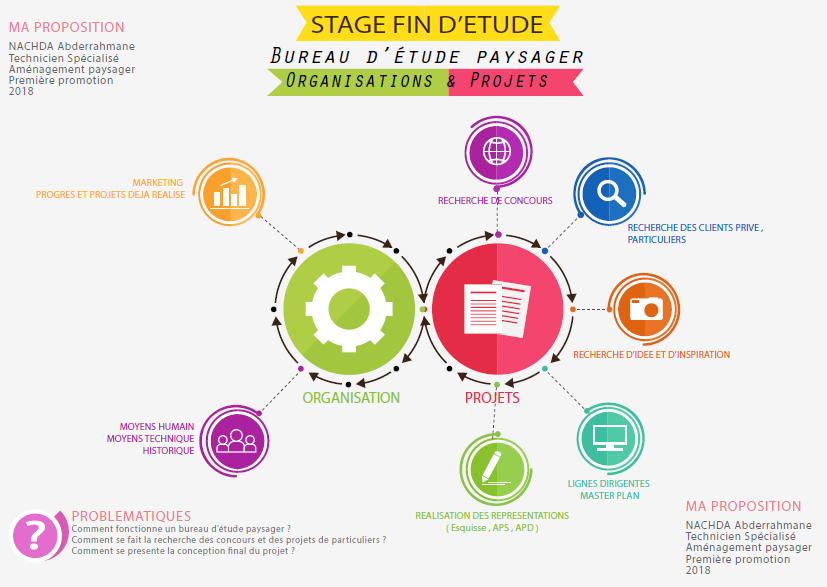 STAGE FIN D'ETUDE
BUREAU D'ÉTUDE PAYSAGER
ORGANISATIONS & PROJETS
MA PROPOSITION
NACHDA Abderrahmane
Technicien Spécialisé
Aménagement paysager
Première promotion
2018
MARKETING
PROGRES ET PROJETS DEJA REALISE
RECHERCHE DE CONCOURS
RECHERCHE DES CLIENTS PRIVE ,
PARTICULIERS
RECHERCHE D'IDEE ET D'INSPIRATION
ORGANISATION
PROJETS
MOYENS HUMAIN
MOYENS TECHNIQUE
HISTORIQUE
LIGNES DIRIGENTES
MASTER PLAN
REALISATION DES REPRESENTATIONS
( Esquisse , APS , APD )
?
PROBLEMATIQUES
Comment fonctionne un bureau d'étude paysager ?
Comment se fait la recherche des concours et des projets de particuliers ?
Comment se presente la conception final du projet ?
MA PROPOSITION
NACHDA Abderrahmane
Technicien Spécialisé
Aménagement paysager
Première promotion
2018